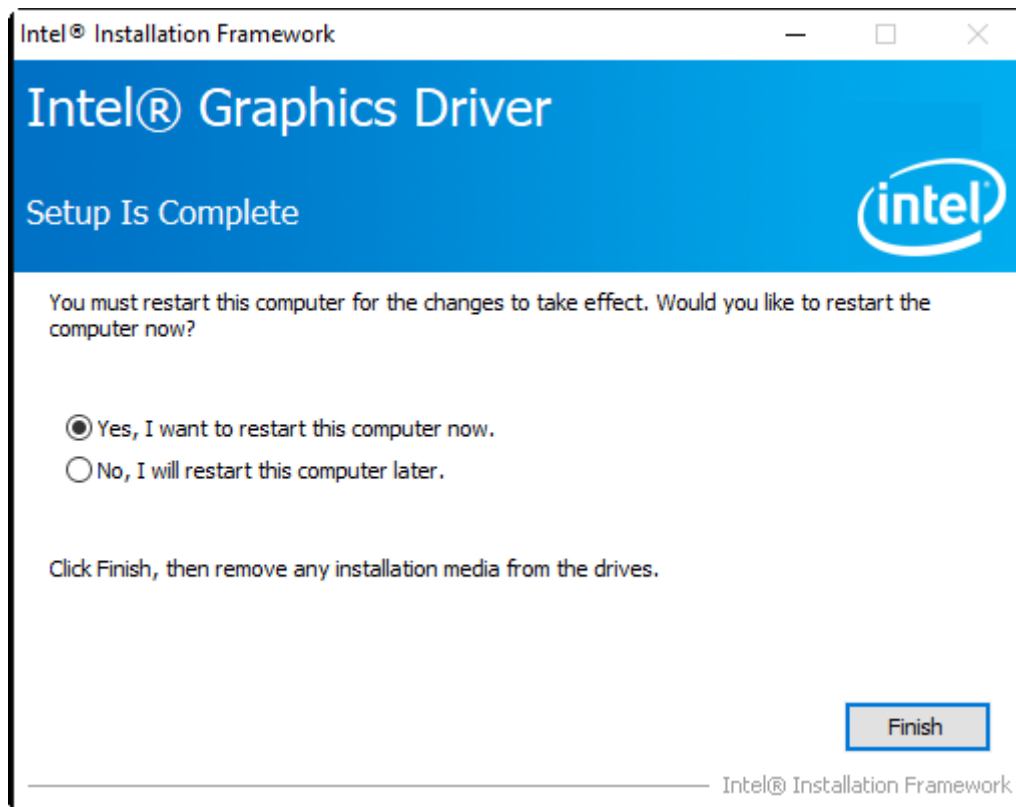 Intel® Installation Framework
Intel® Graphics Driver
Setup Is Complete
intel
You must restart this computer for the changes to take effect. Would you like to restart the
computer now?
Yes, I want to restart this computer now.
No, I will restart this computer later.
Click Finish, then remove any installation media from the drives.
Finish
Intel® Installation Framework